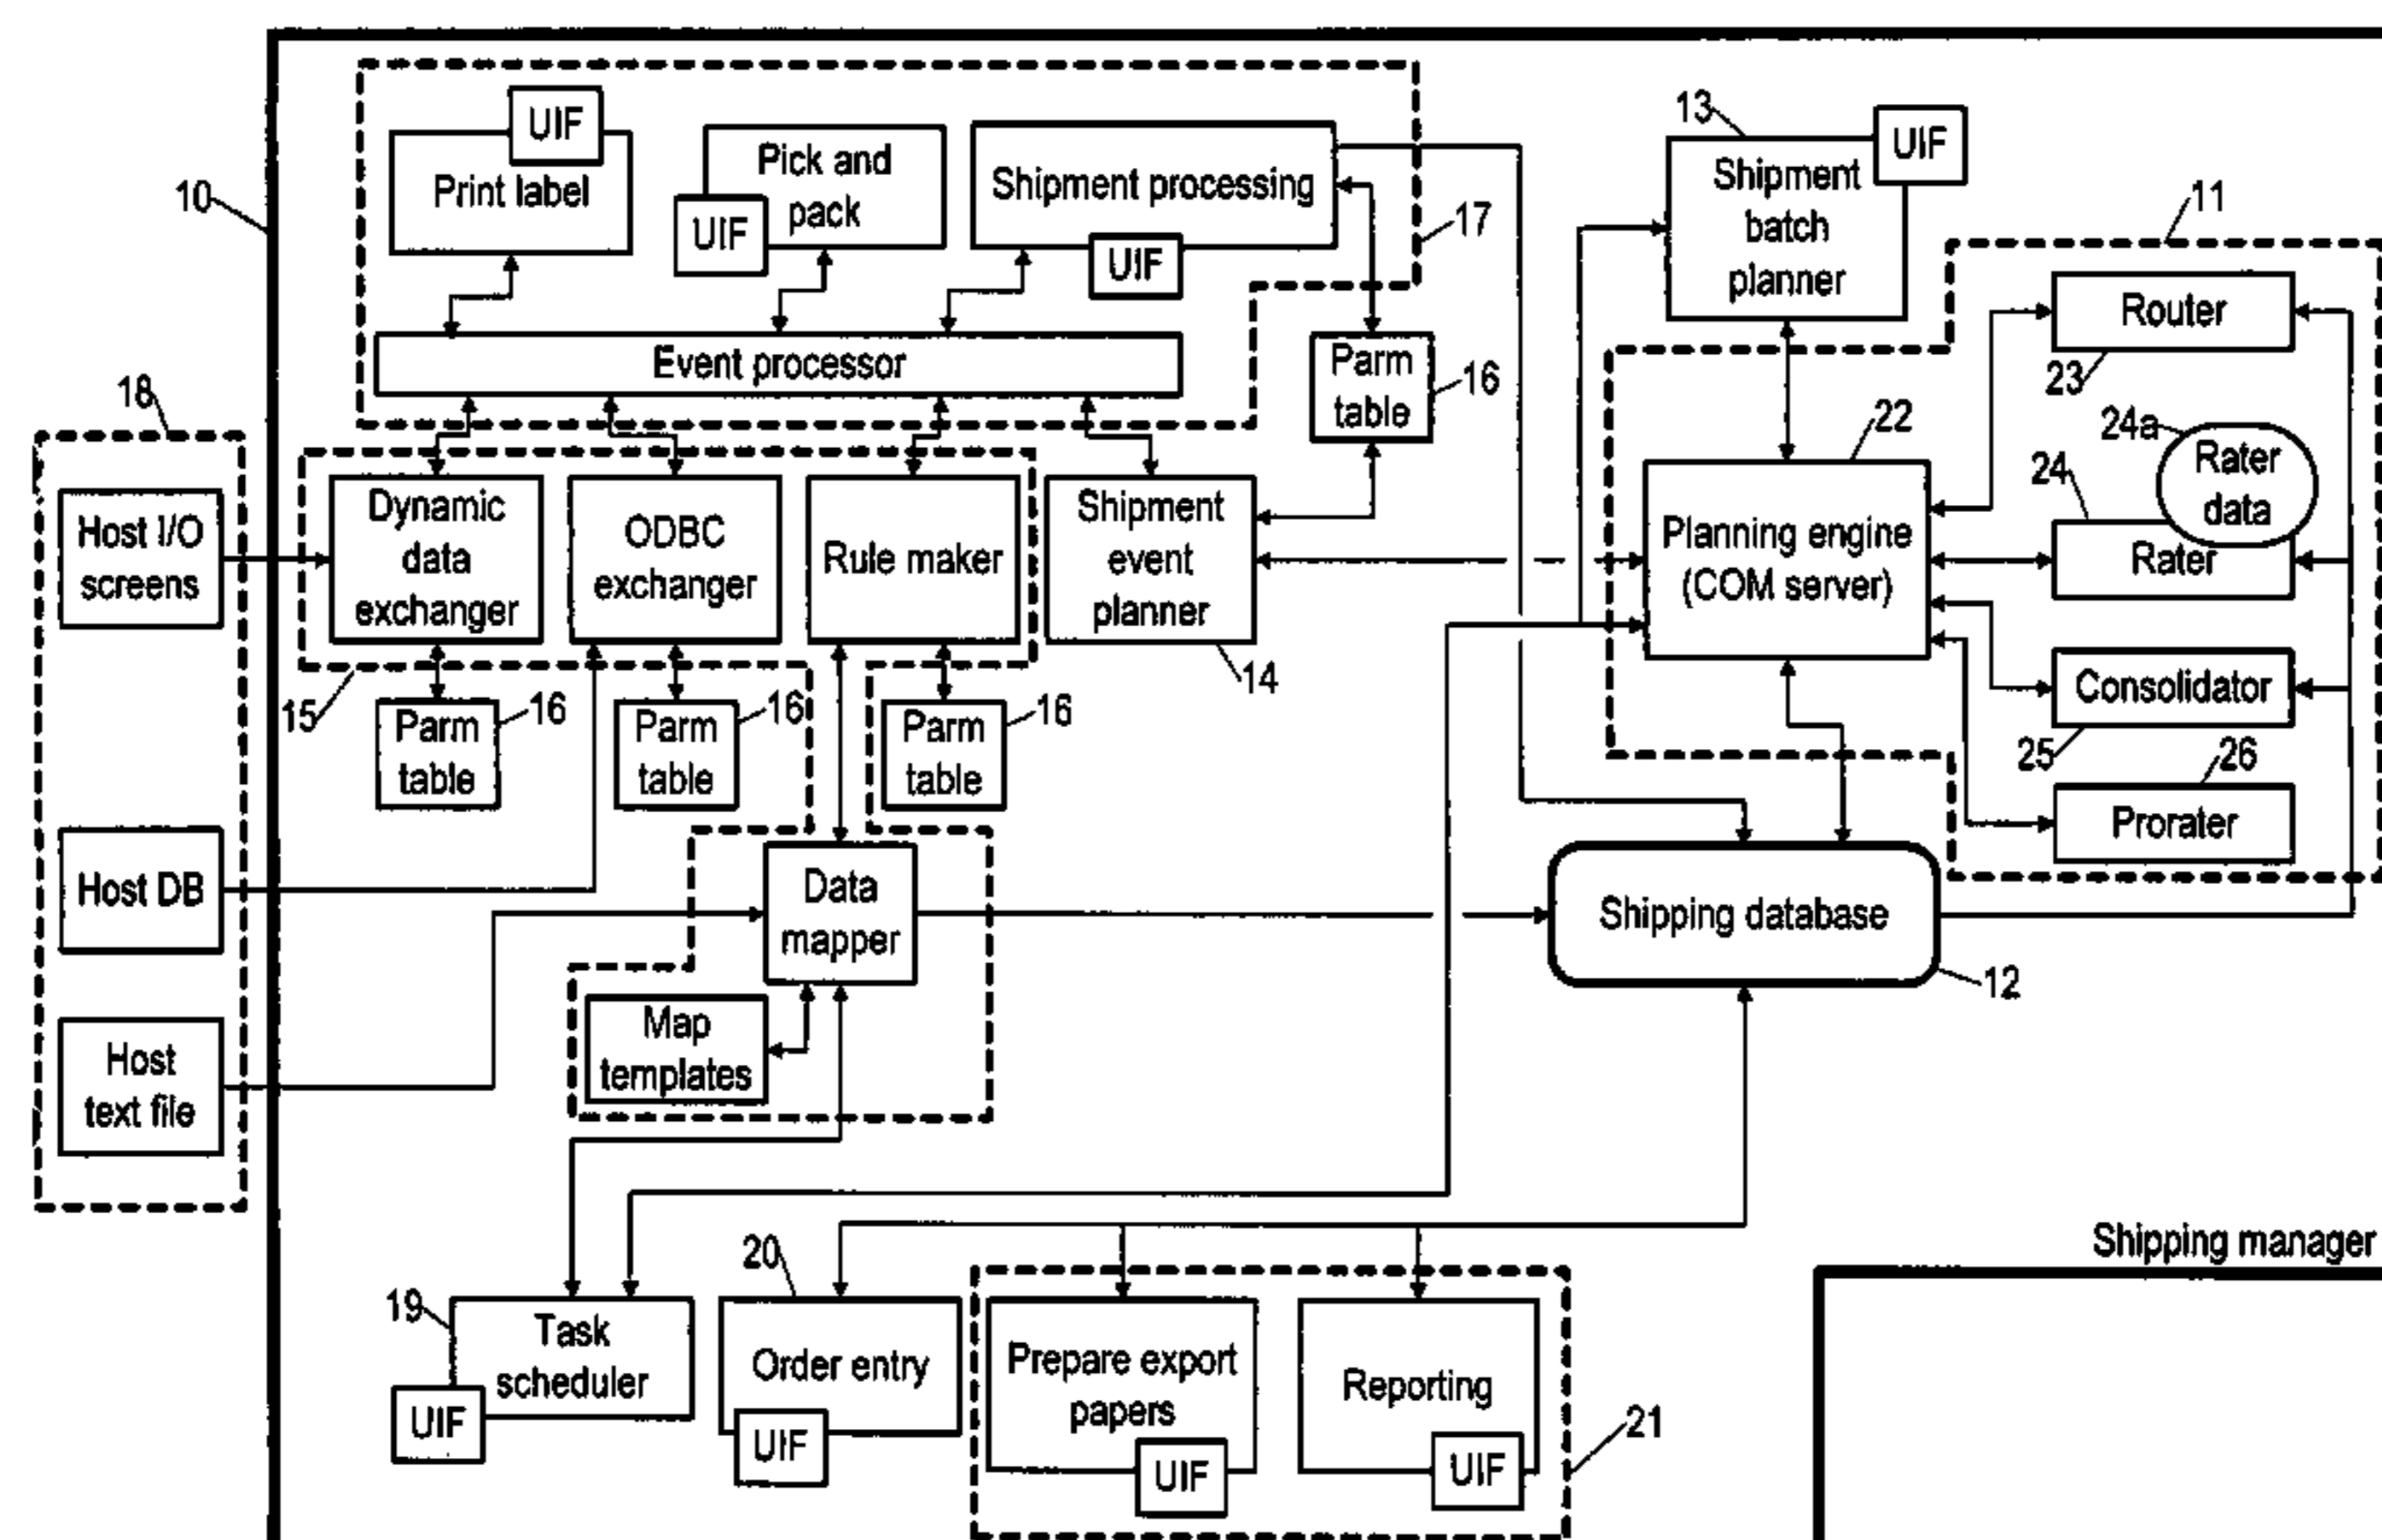 UIF
Print label
Pick and
pack
UIF
Shipment processing
UIF
17
13
UIF
Shipment
batch
planner
11
10
Event processor
Parm
table
16
Router
23
18
22
24a
Rater
data
24
Rater
Host I/O
screens
Dynamic
data
exchanger
ODBC
exchanger
Rule maker
Shipment
event
planner
14
Planning engine
(COM server)
15
Parm
table
16
Parm
table
16
Parm
table
16
Consolidator
25
26
Prorater
Host DB
Data
mapper
Shipping database
12
Map
templates
Host
text file
Shipping manager
19
Task
scheduler
UIF
20
Order entry
UIF
Prepare export
papers
UIF
Reporting
UIF
21